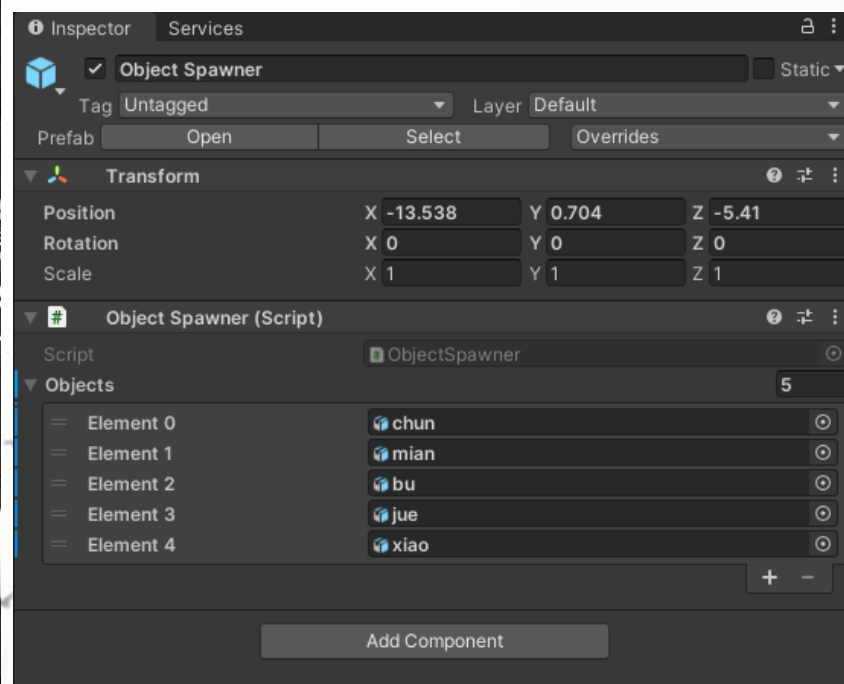 Inspector Services
Object Spawner Static
Tag Untagged Layer Default
Prefab Open Select Overrides
Transform
Position X -13.538 Y 0.704 Z -5.41
Rotation X 0 Y 0 Z 0
Scale X 1 Y 1 Z 1
# Object Spawner (Script)
Script ObjectSpawner
Objects 5
Element 0 chun
Element 1 mian
Element 2 bu
Element 3 jue
Element 4 xiao
+ −
Add Component